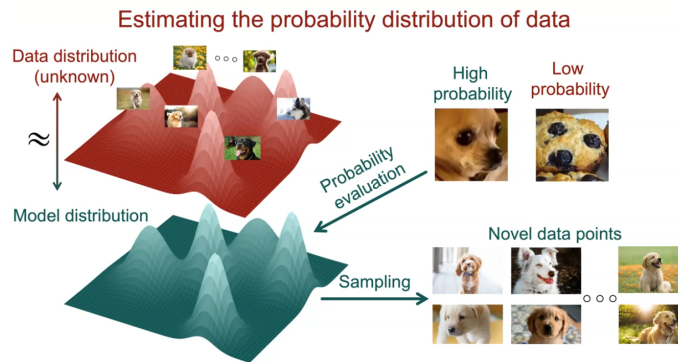 Estimating the probability distribution of data
Data distribution
(unknown)
≈
Model distribution
High
probability
Low
probability
Probability
evaluation
Sampling
Novel data points